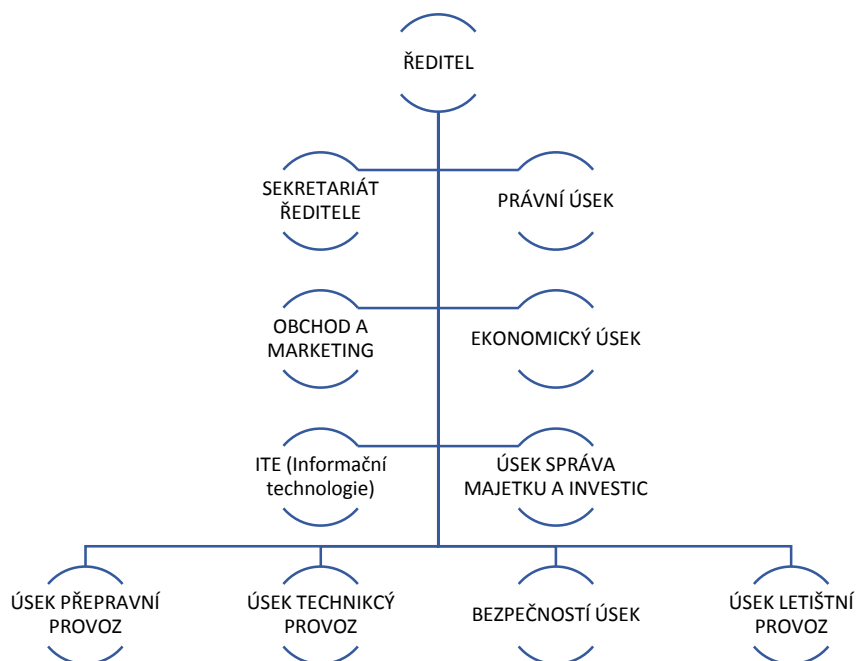 ŘEDITEL
SEKRETARIÁT
ŘEDITELE
PRÁVNÍ ÚSEK
OBCHOD A
MARKETING
EKONOMICKÝ ÚSEK
ITE (Informační
technologie)
ÚSEK SPRÁVA
MAJETKU A INVESTIC
ÚSEK PŘEPRAVNÍ
PROVOZ
ÚSEK TECHNIKCÝ
PROVOZ
BEZPEČNOSTÍ ÚSEK
ÚSEK LETIŠTNÍ
PROVOZ